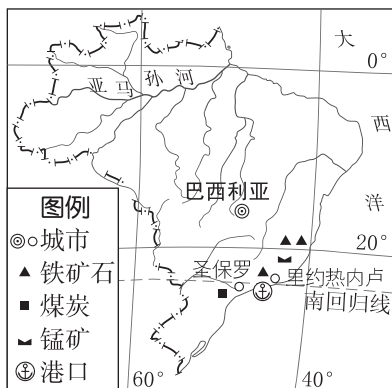 大
0°
亚马孙河
西
巴西利亚
洋
图例
城市
20°
铁矿石
圣保罗
里约热内卢
煤炭
南回归线
锰矿
港口
60°
40°